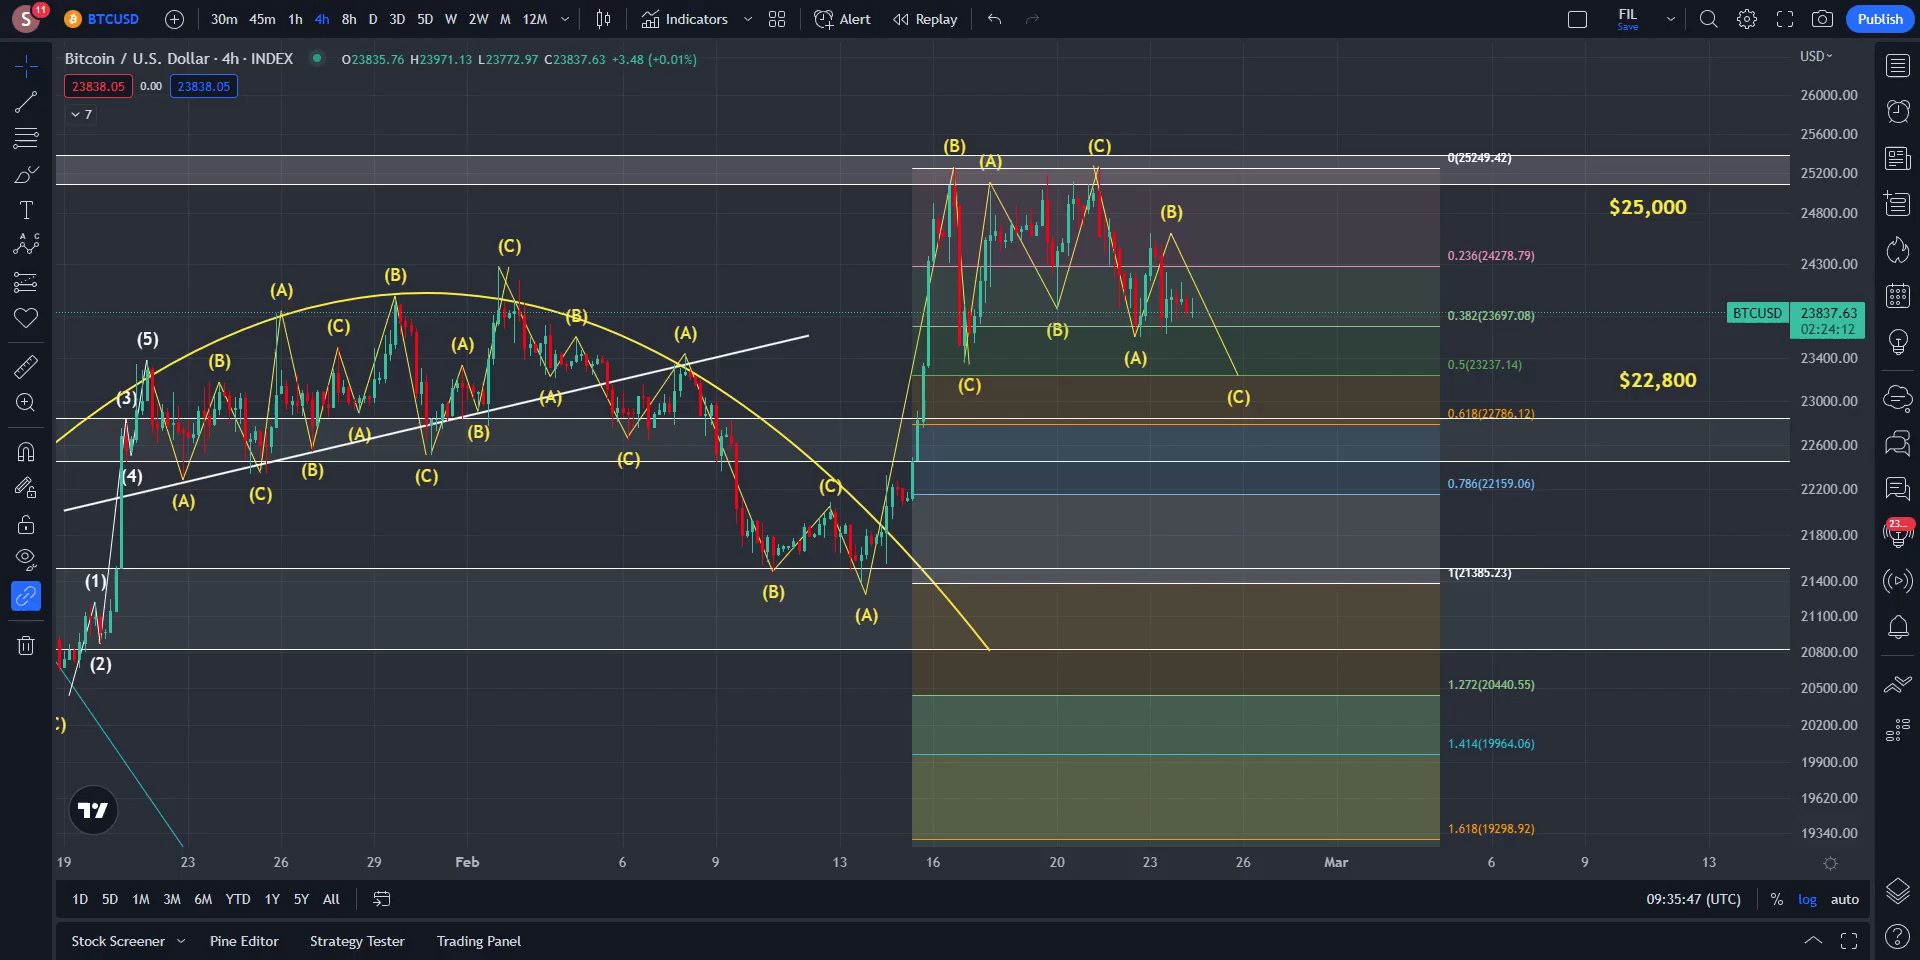 S 11 BTCUSD 30m 45m 1h 4h 8h D 3D 5D W 2W M 12M Indicators Alert Replay FIL Save Publish
Bitcoin / U.S. Dollar · 4h · INDEX O23835.76 H23971.13 L23772.97 C23837.63 +3.48 (+0.01%) USD
23838.05 0.00 23838.05
7
26000.00
25600.00
(B) (A) (C)
0(25249.42)
25200.00
$25,000
(B) 24800.00
(C)
0.236(24278.79) 24300.00
(A) (B)
0.382(23697.08) BTCUSD 23837.63
02:24:12
(5) (C) (B) (A)
(B) (A) (B) (A) 23400.00
0.5(23237.14)
(C) $22,800
(3) (A) (C) 23000.00
0.618(22786.12)
(A) (B) 22600.00
(4) (B) (C) (C)
0.786(22159.06) 22200.00
(A) (C) (C)
21800.00
1(21385.23)
(1) (B) 21400.00
(A) 21100.00
(2) 20800.00
1.272(20440.55) 20500.00
C) 20200.00
1.414(19964.06)
19900.00
19620.00
1.618(19298.92) 19340.00
23...
19 23 26 29 Feb 6 9 13 16 20 23 26 Mar 6 9 13
1D 5D 1M 3M 6M YTD 1Y 5Y All 09:35:47 (UTC) % log auto
Stock Screener Pine Editor Strategy Tester Trading Panel